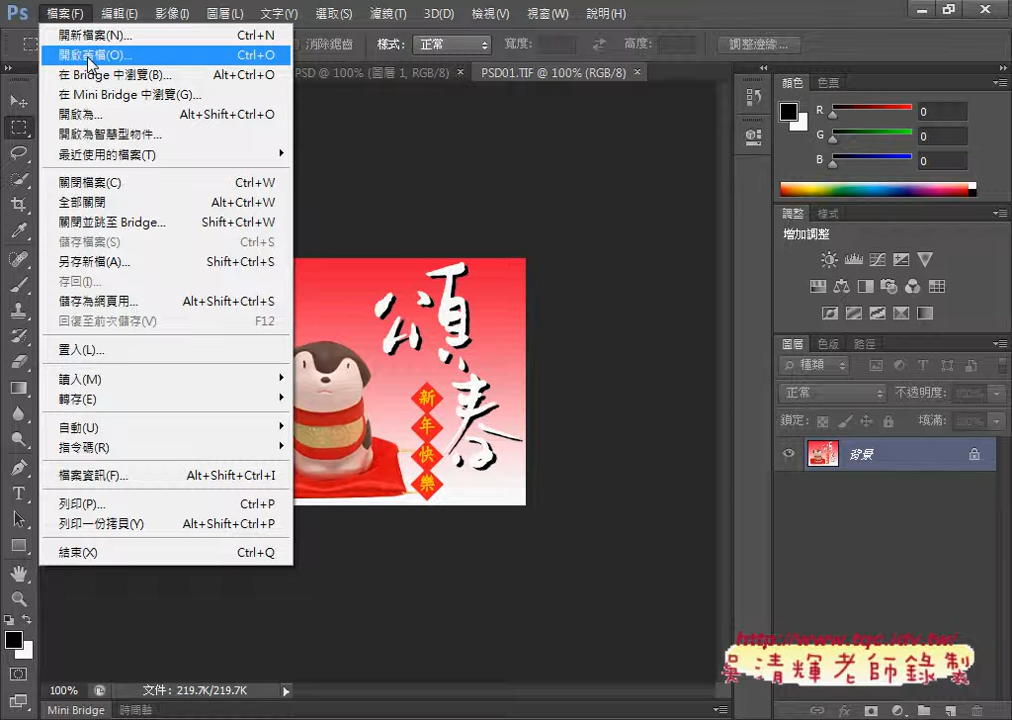 Ps 檔案(F) 編輯(E) 影像(I) 圖層(L) 文字(Y) 選取(S) 濾鏡(T) 3D(D) 檢視(V) 視窗(W) 說明(H)
消除鋸齒 樣式: 正常 寬度: 高度: 調整邊緣...
PSD @ 100% (圖層 1, RGB/8) × PSD01.TIF @ 100% (RGB/8) ×
開新檔案(N)... Ctrl+N
開啟舊檔(O)... Ctrl+O
在 Bridge 中瀏覽(B)... Alt+Ctrl+O
在 Mini Bridge 中瀏覽(G)...
開啟為... Alt+Shift+Ctrl+O
開啟為智慧型物件...
最近使用的檔案(T)
關閉檔案(C) Ctrl+W
全部關閉 Alt+Ctrl+W
關閉並跳至 Bridge... Shift+Ctrl+W
儲存檔案(S) Ctrl+S
另存新檔(A)... Shift+Ctrl+S
存回(I)...
儲存為網頁用... Alt+Shift+Ctrl+S
回復至前次儲存(V) F12
置入(L)...
讀入(M)
轉存(E)
自動(U)
指令碼(R)
檔案資訊(F)... Alt+Shift+Ctrl+I
列印(P)... Ctrl+P
列印一份拷貝(Y) Alt+Shift+Ctrl+P
結束(X) Ctrl+Q
公頌春
新年快樂
顏色 色票
R 0
G 0
B 0
調整 樣式
增加調整
圖層 色版 路徑
種類
正常 不透明度: 100%
鎖定: 填滿: 100%
背景
http://www.tqc.idv.tw/
吳清輝老師錄製
100% 文件: 219.7K/219.7K
Mini Bridge 時間軸